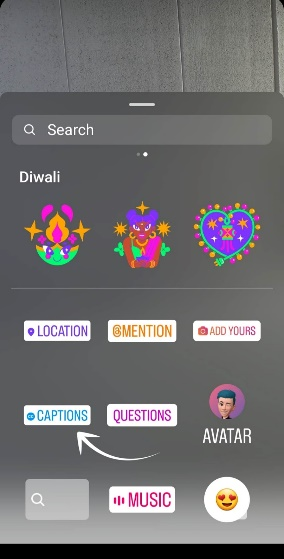 Search
Diwali
LOCATION
@MENTION
ADD YOURS
CAPTIONS
QUESTIONS
AVATAR
MUSIC